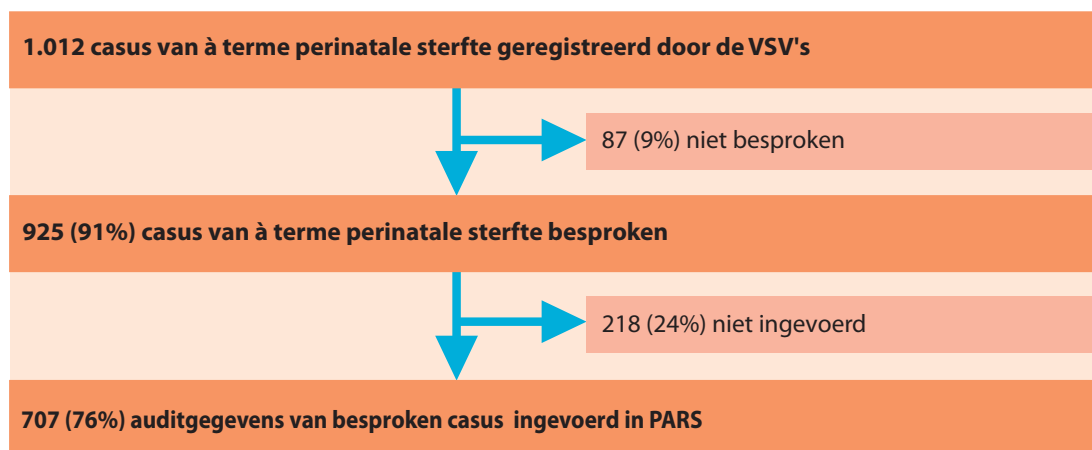 1.012 casus van à terme perinatale sterfte geregistreerd door de VSV's
87 (9%) niet besproken
925 (91%) casus van à terme perinatale sterfte besproken
218 (24%) niet ingevoerd
707 (76%) auditgegevens van besproken casus ingevoerd in PARS